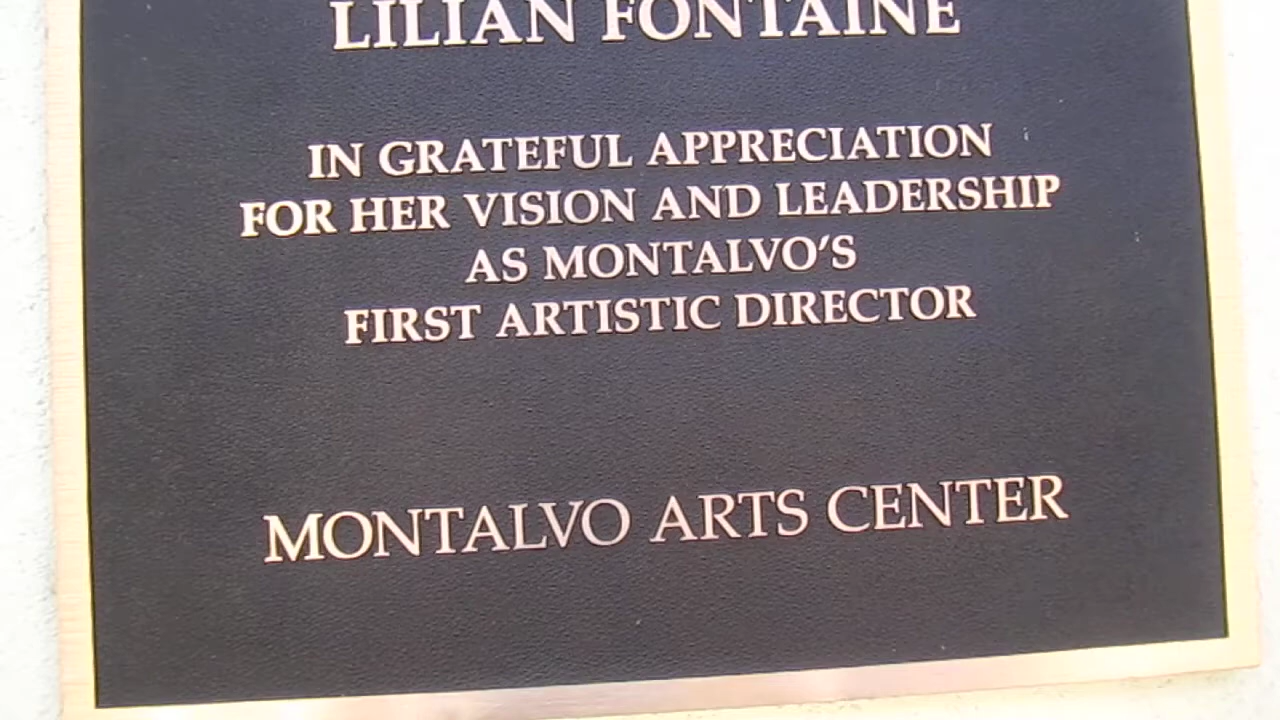 LILIAN FONTAINE
IN GRATEFUL APPRECIATION
FOR HER VISION AND LEADERSHIP
AS MONTALVO'S
FIRST ARTISTIC DIRECTOR
MONTALVO ARTS CENTER